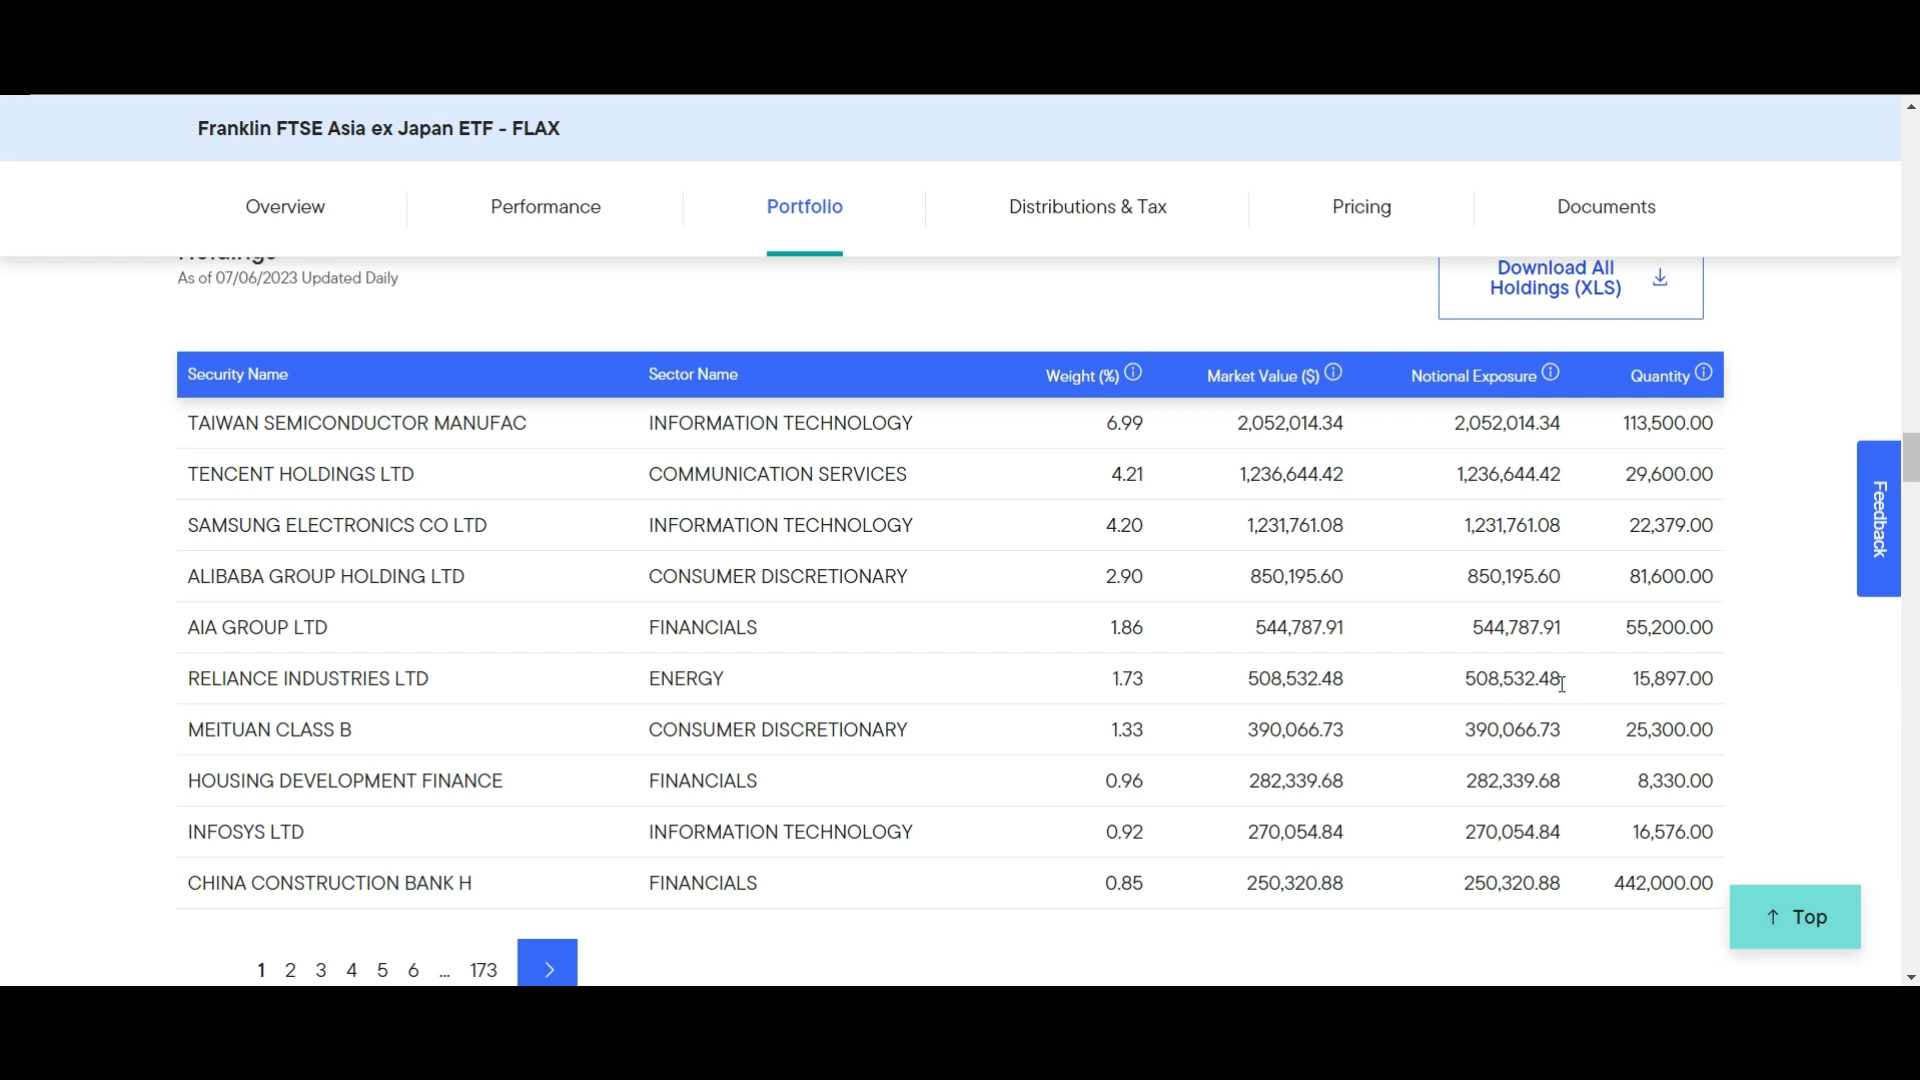 Franklin FTSE Asia ex Japan ETF - FLAX
Overview Performance Portfolio Distributions & Tax Pricing Documents
Holdings
As of 07/06/2023 Updated Daily
Download All
Holdings (XLS)
Security Name Sector Name Weight (%) Market Value ($) Notional Exposure Quantity
TAIWAN SEMICONDUCTOR MANUFAC INFORMATION TECHNOLOGY 6.99 2,052,014.34 2,052,014.34 113,500.00
TENCENT HOLDINGS LTD COMMUNICATION SERVICES 4.21 1,236,644.42 1,236,644.42 29,600.00
SAMSUNG ELECTRONICS CO LTD INFORMATION TECHNOLOGY 4.20 1,231,761.08 1,231,761.08 22,379.00
ALIBABA GROUP HOLDING LTD CONSUMER DISCRETIONARY 2.90 850,195.60 850,195.60 81,600.00
AIA GROUP LTD FINANCIALS 1.86 544,787.91 544,787.91 55,200.00
RELIANCE INDUSTRIES LTD ENERGY 1.73 508,532.48 508,532.48 15,897.00
MEITUAN CLASS B CONSUMER DISCRETIONARY 1.33 390,066.73 390,066.73 25,300.00
HOUSING DEVELOPMENT FINANCE FINANCIALS 0.96 282,339.68 282,339.68 8,330.00
INFOSYS LTD INFORMATION TECHNOLOGY 0.92 270,054.84 270,054.84 16,576.00
CHINA CONSTRUCTION BANK H FINANCIALS 0.85 250,320.88 250,320.88 442,000.00
Feedback
↑ Top
1 2 3 4 5 6 ... 173 >